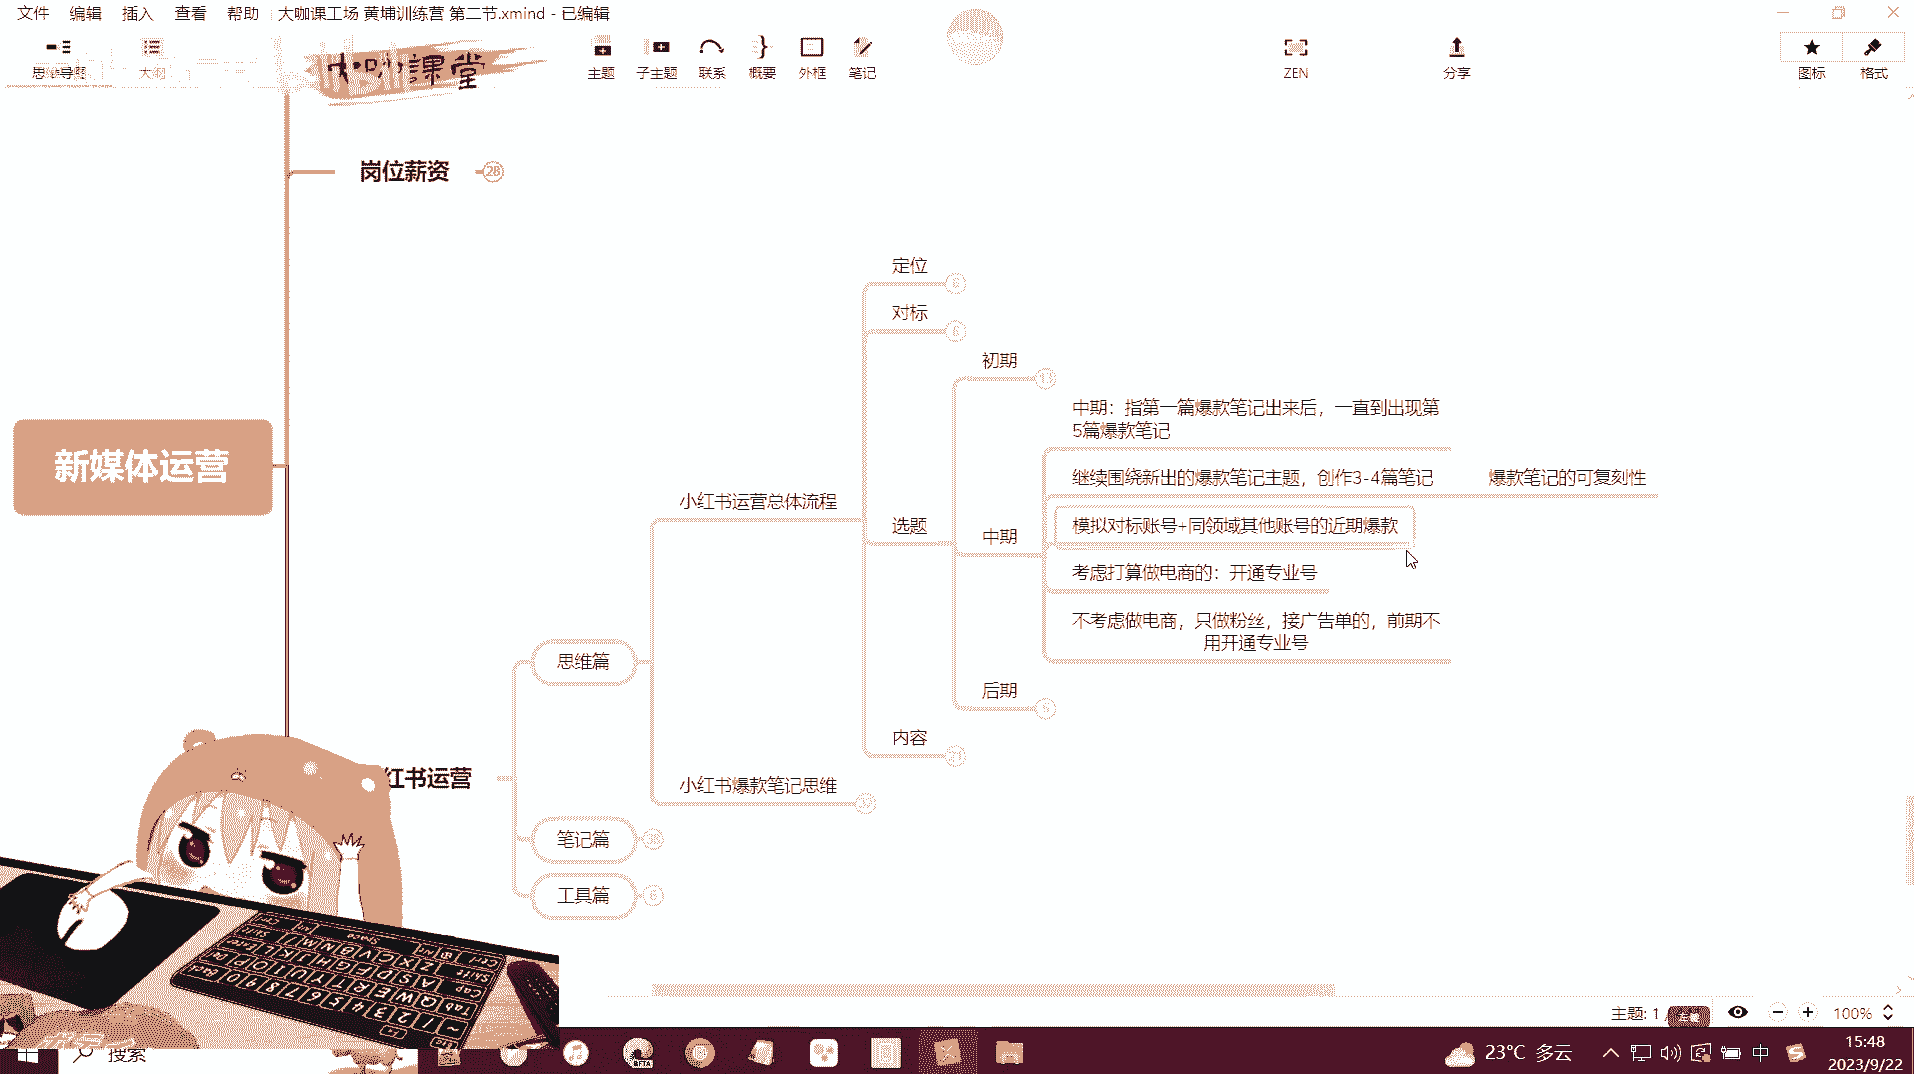 文件 编辑 插入 查看 帮助 大咖课工场 黄埔训练营 第二节.xmind - 已编辑
思维导图 大纲 大咖課堂 主题 子主题 联系 概要 外框 笔记 ZEN 分享 图标 格式
岗位薪资 28
定位
对标 6
初期 13
中期：指第一篇爆款笔记出来后，一直到出现第
5篇爆款笔记
继续围绕新出的爆款笔记主题，创作3-4篇笔记 爆款笔记的可复刻性
新媒体运营
小红书运营总体流程
选题
模拟对标账号+同领域其他账号的近期爆款
中期
考虑打算做电商的：开通专业号
不考虑做电商，只做粉丝，接广告单的，前期不
用开通专业号
思维篇
后期
内容
红书运营
小红书爆款笔记思维
笔记篇
工具篇 6
主题: 1 /
100%
搜索
23°C 多云 中 15:48
2023/9/22